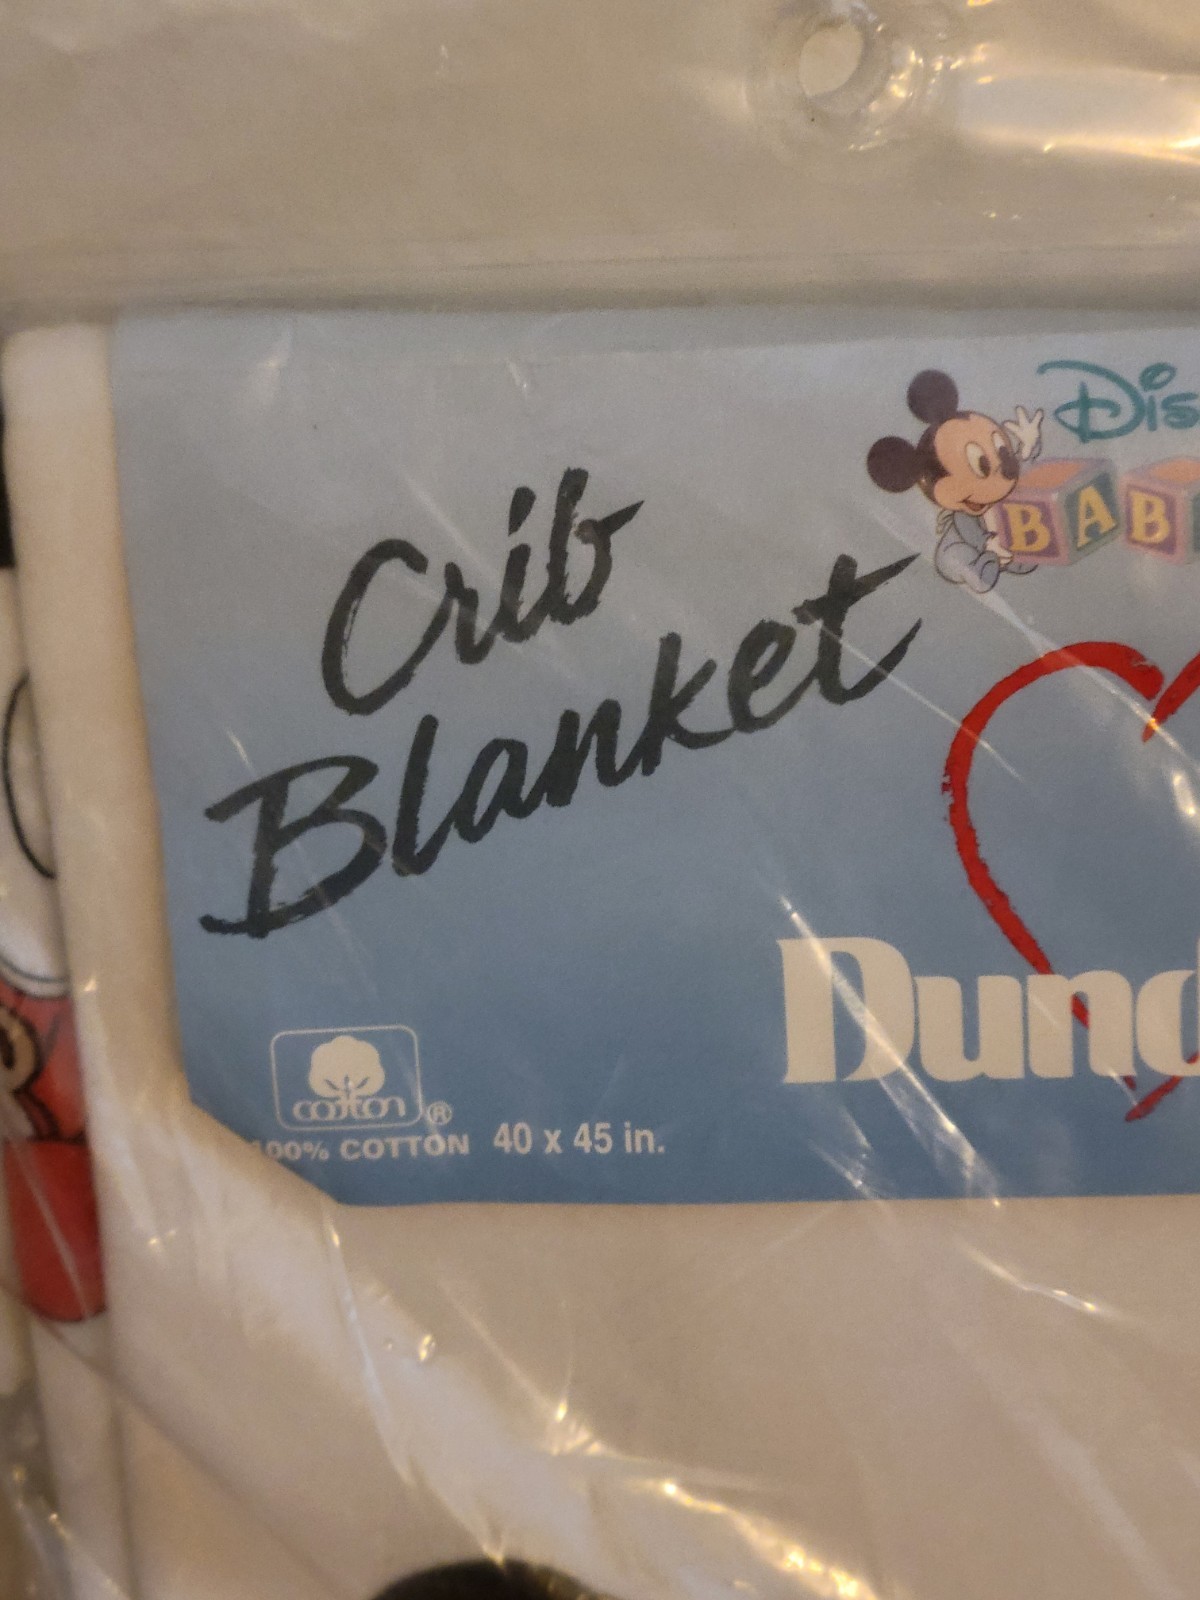 Dis
BAB
Crib
Blanket
Dund
cotton ®
100% COTTON 40 x 45 in.